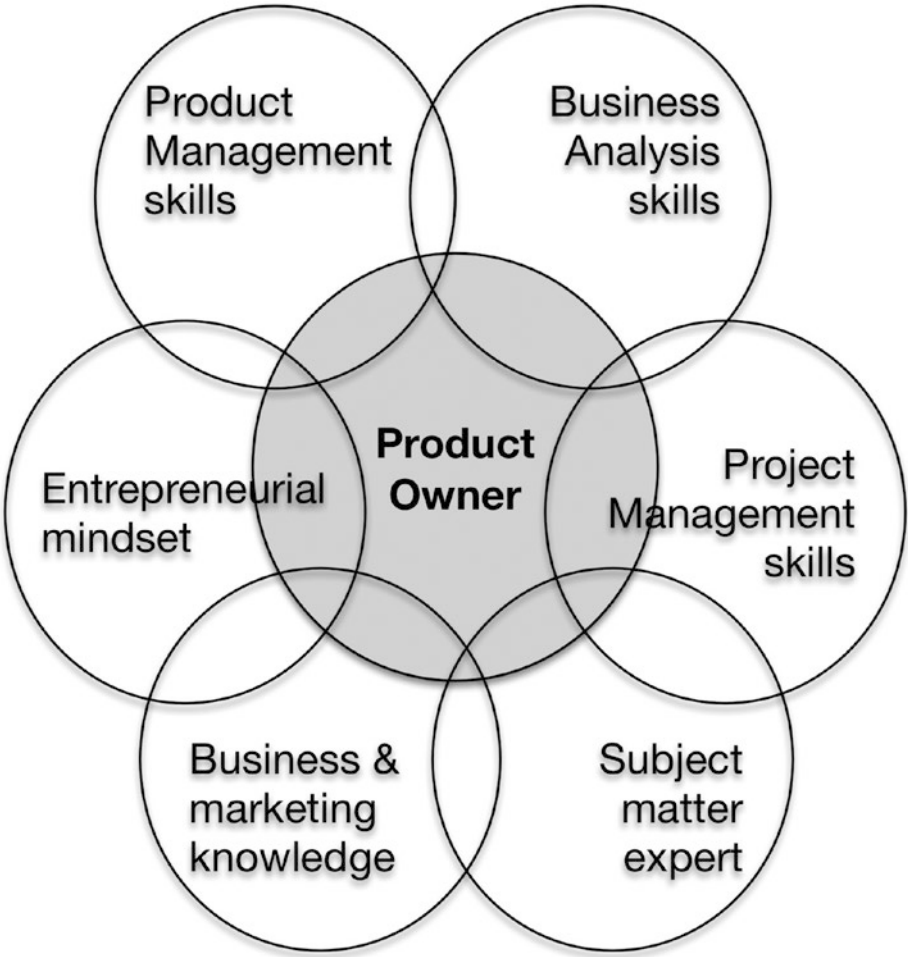 Product
Management
skills
Business
Analysis
skills
Product
Owner
Entrepreneurial
mindset
Project
Management
skills
Business &
marketing
knowledge
Subject
matter
expert